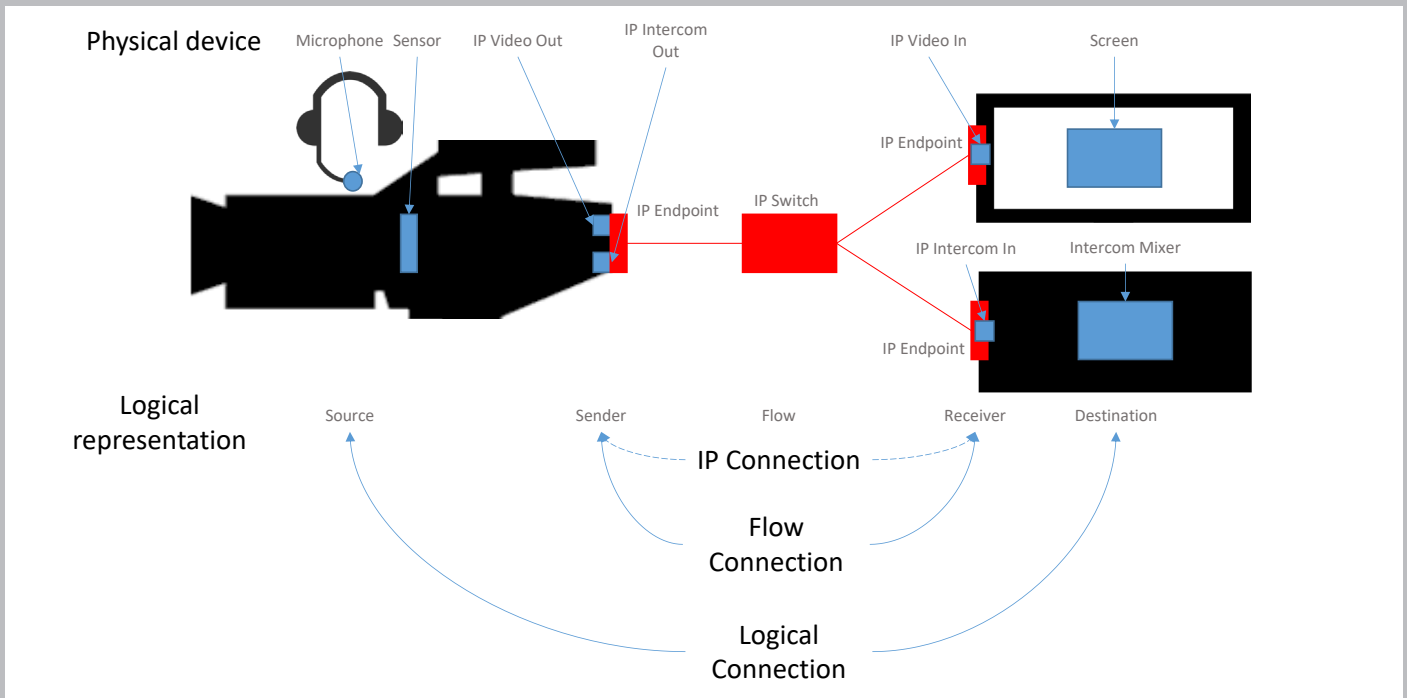 Physical device
Microphone
Sensor
IP Video Out
IP Intercom
Out
IP Video In
Screen
IP Endpoint
IP Switch
IP Endpoint
IP Intercom In
Intercom Mixer
IP Endpoint
Logical
representation
Source
Sender
Flow
Receiver
Destination
IP Connection
Flow
Connection
Logical
Connection